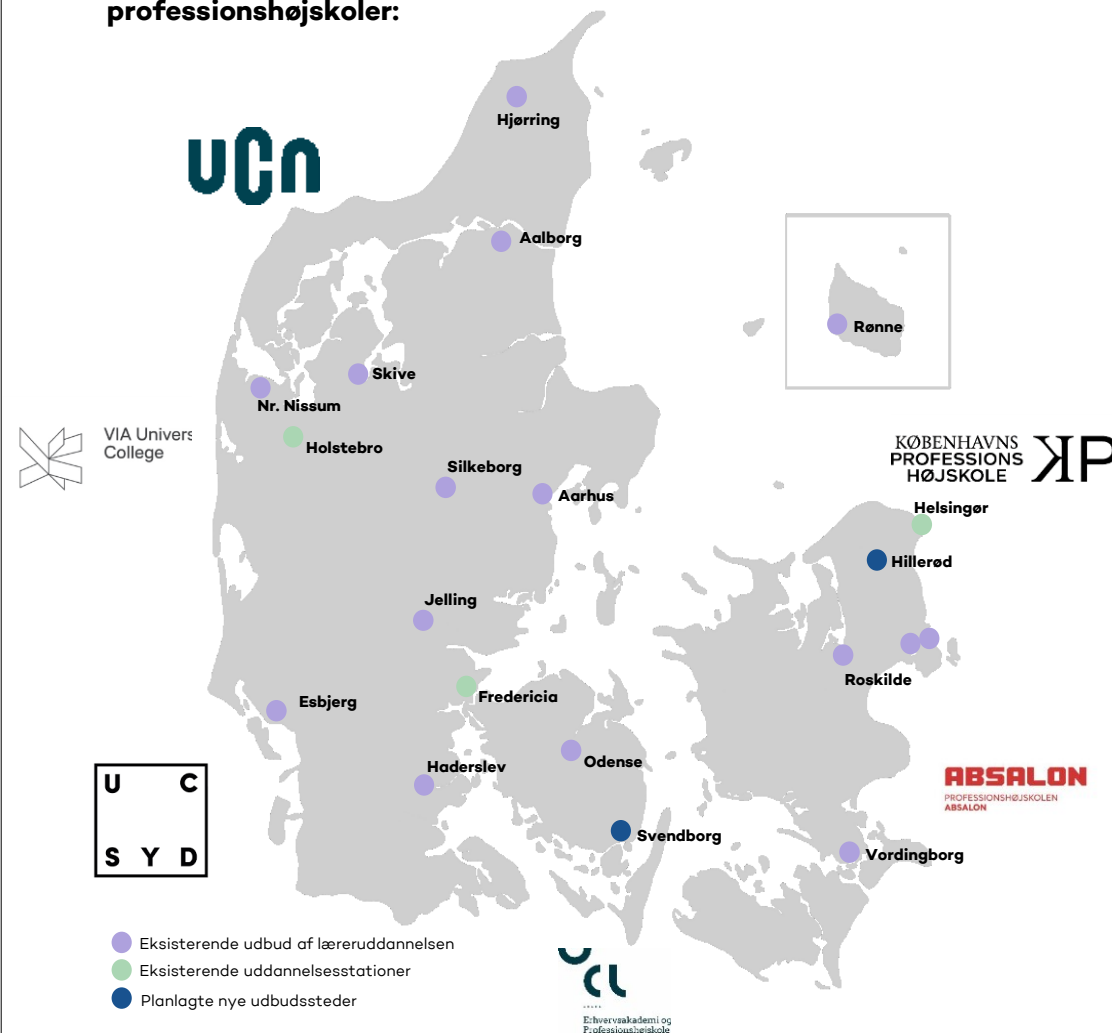 professionshøjskoler:
Hjørring
ucn
Aalborg
Rønne
Skive
Nr. Nissum
VIA Univers
College
Holstebro
KØBENHAVNS
PROFESSIONS
HØJSKOLE
KP
Silkeborg
Aarhus
Helsingør
Hillerød
Jelling
Roskilde
Fredericia
Esbjerg
Odense
Haderslev
U C
S Y D
ABSALON
PROFESSIONSHØJSKOLEN
ABSALON
Svendborg
Vordingborg
Eksisterende udbud af læreruddannelsen
Eksisterende uddannelsesstationer
Planlagte nye udbudssteder
UCL
Erhvervsakademi og
Professionshøjskole